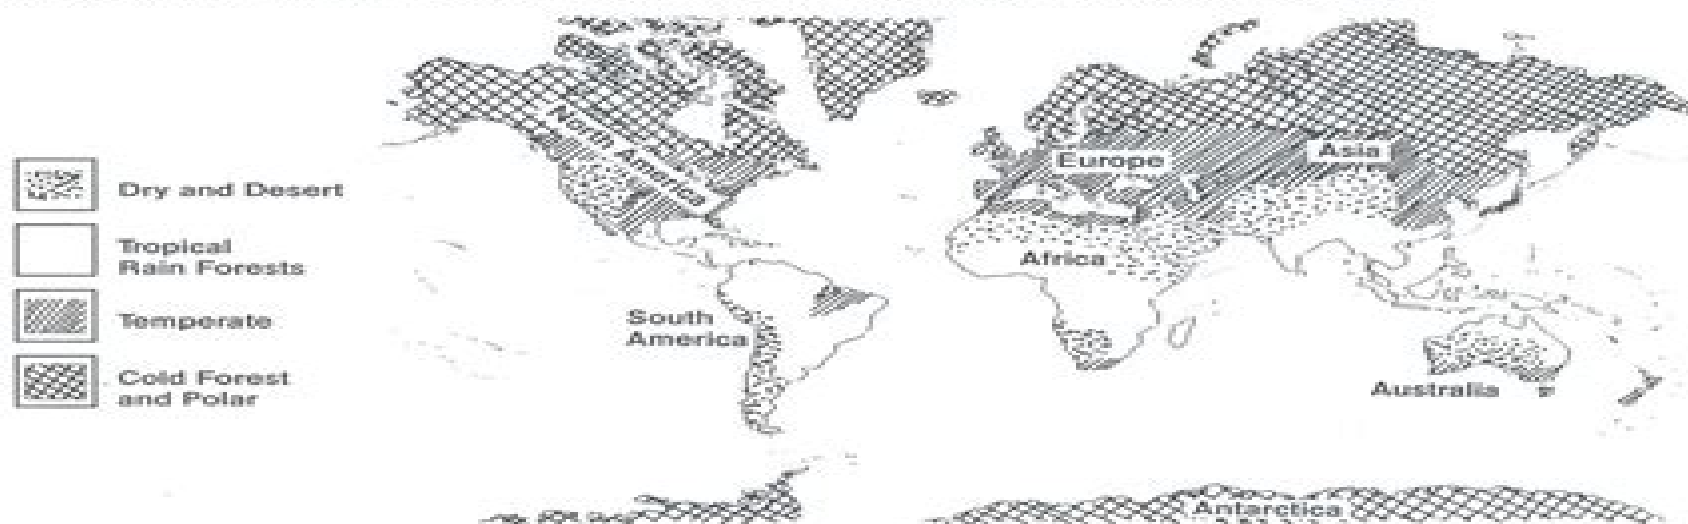 Dry and Desert
Tropical
Rain Forests
Temperate
Cold Forest
and Polar
North America
South
America
Europe
Asia
Africa
Australia
Antarctica